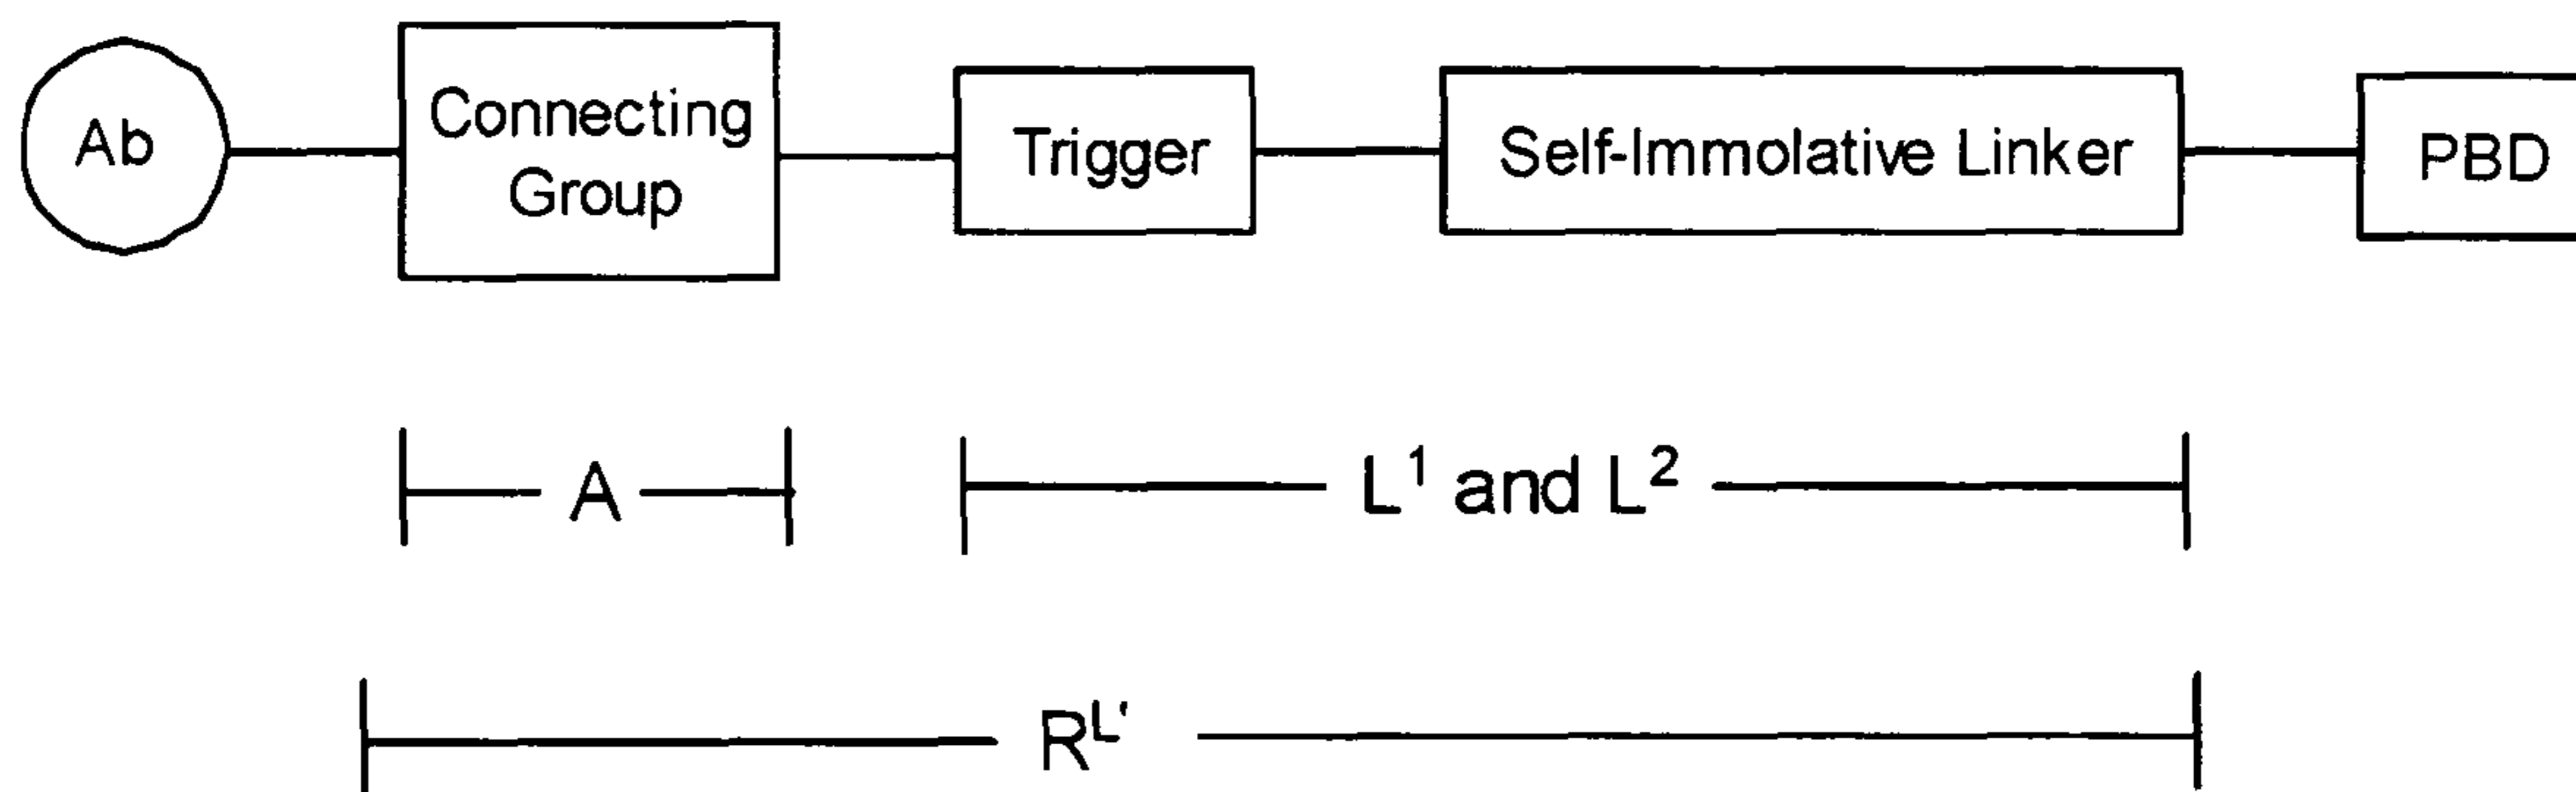 Ab
Connecting
Group
Trigger
Self-Immolative Linker
PBD
A
L¹ and L²
Rᴸ'